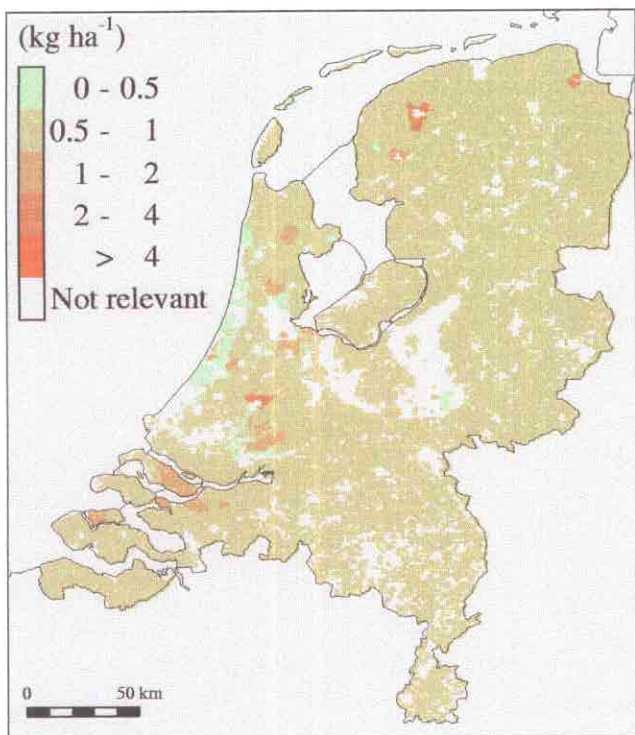 (kg ha⁻¹)
0 - 0.5
0.5 - 1
1 - 2
2 - 4
> 4
Not relevant
0 50 km